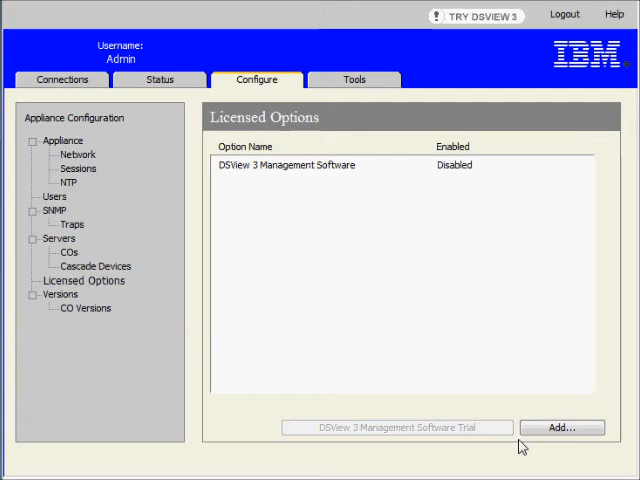 ! TRY DSVIEW 3 Logout Help
Username:
Admin
IBM
Connections Status Configure Tools
Appliance Configuration
Appliance
Network
Sessions
NTP
Users
SNMP
Traps
Servers
COs
Cascade Devices
Licensed Options
Versions
CO Versions
Licensed Options
Option Name Enabled
DSView 3 Management Software Disabled
DSView 3 Management Software Trial Add...